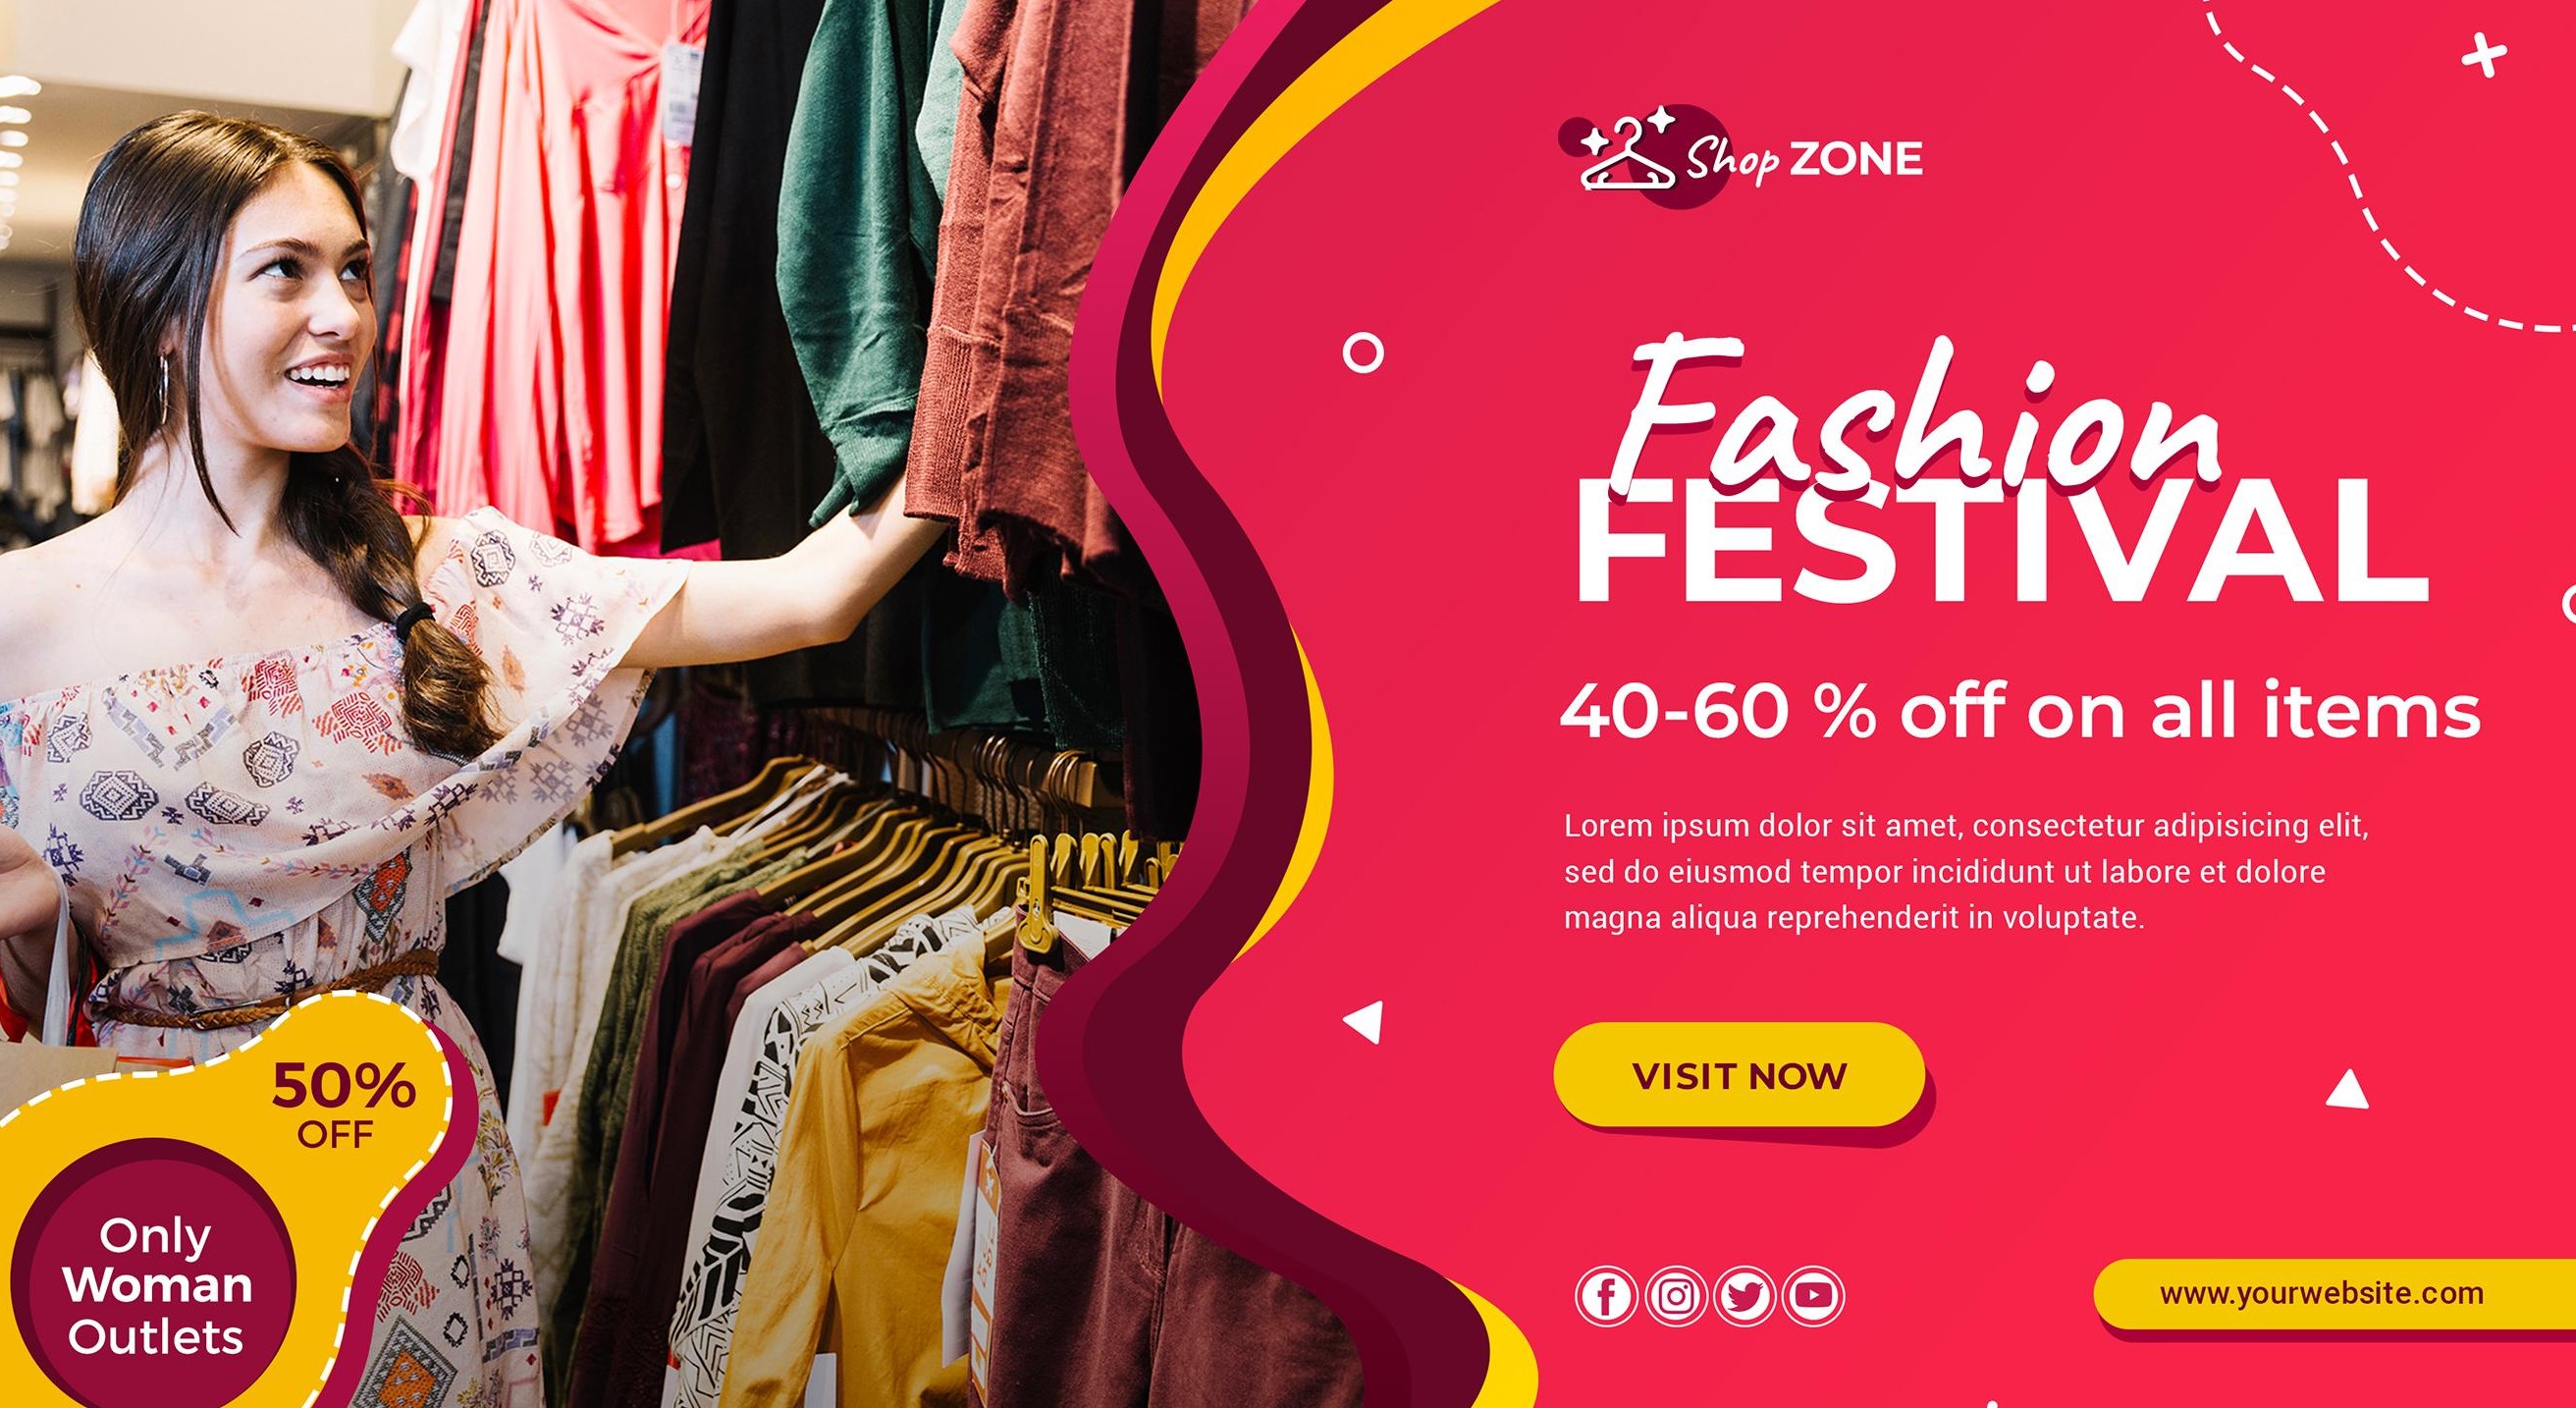 Shop ZONE
Fashion
FESTIVAL
40-60 % off on all items
Lorem ipsum dolor sit amet, consectetur adipisicing elit,
sed do eiusmod tempor incididunt ut labore et dolore
magna aliqua reprehenderit in voluptate.
VISIT NOW
www.yourwebsite.com
50%
OFF
Only
Woman
Outlets